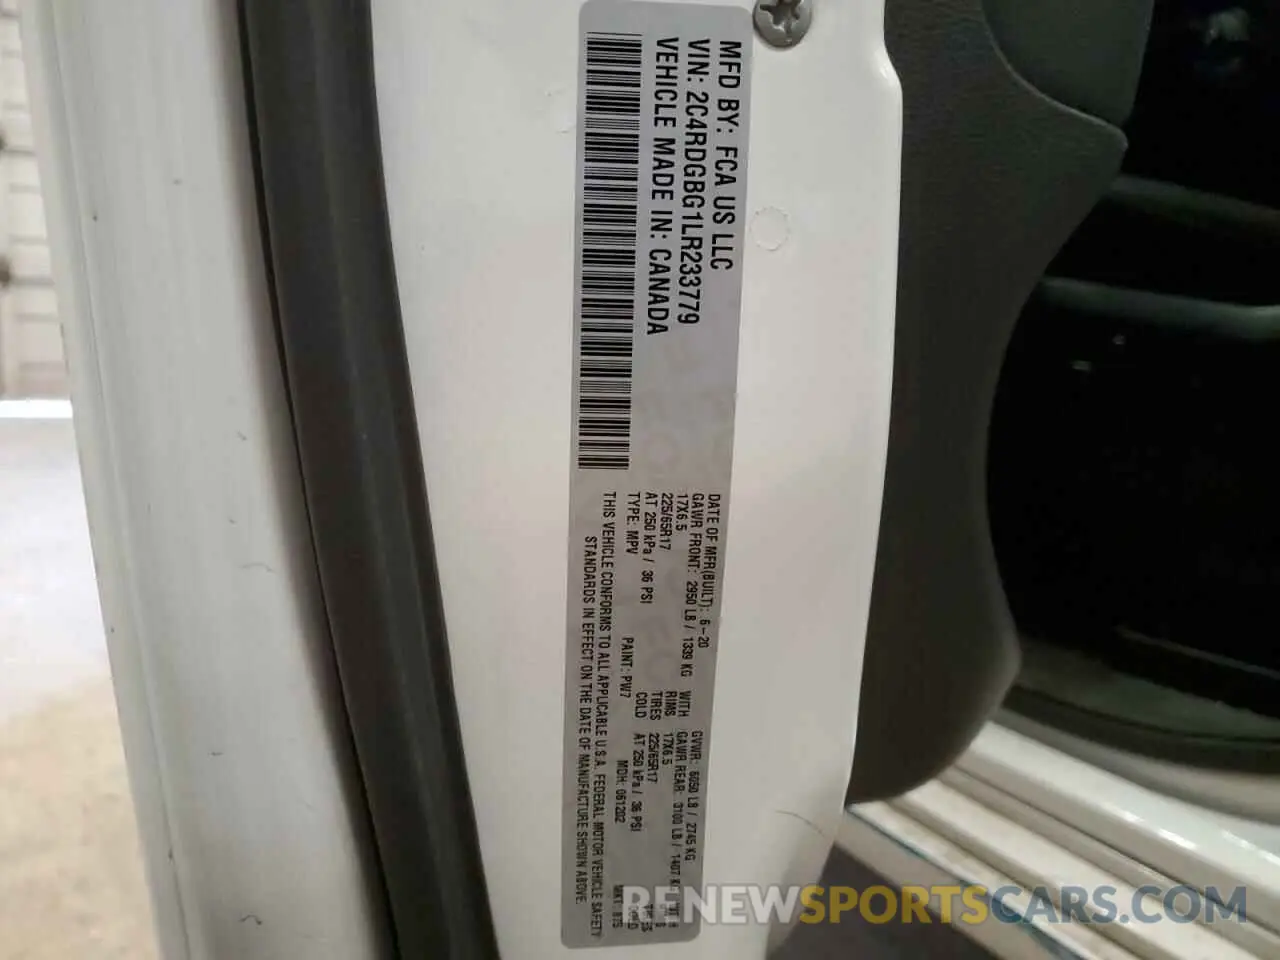 MFD BY: FCA US LLC
VIN: 2C4RDGBG1LR233779
VEHICLE MADE IN: CANADA
DATE OF MFR(BUILT): 6-20 GVWR: 6050 LB / 2745 KG
GAWR FRONT: 2950 LB / 1339 KG WITH GAWR REAR: 3100 LB / 1407 KG
17X6.5 RIMS 17X6.5
225/65R17 TIRES 225/65R17
AT 250 kPa / 36 PSI COLD AT 250 kPa / 36 PSI
TYPE: MPV PAINT: PW7 MDH: 061202
THIS VEHICLE CONFORMS TO ALL APPLICABLE U.S.A. FEDERAL MOTOR VEHICLE SAFETY
STANDARDS IN EFFECT ON THE DATE OF MANUFACTURE SHOWN ABOVE.
RENEWSPORTSCARS.COM